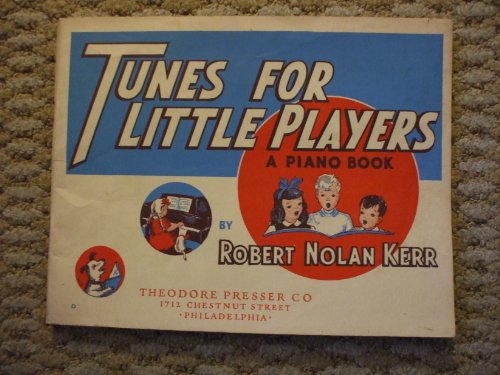 TUNES FOR
LITTLE PLAYERS
A PIANO BOOK
BY
ROBERT NOLAN KERR
THEODORE PRESSER CO
1712 CHESTNUT STREET
·PHILADELPHIA·